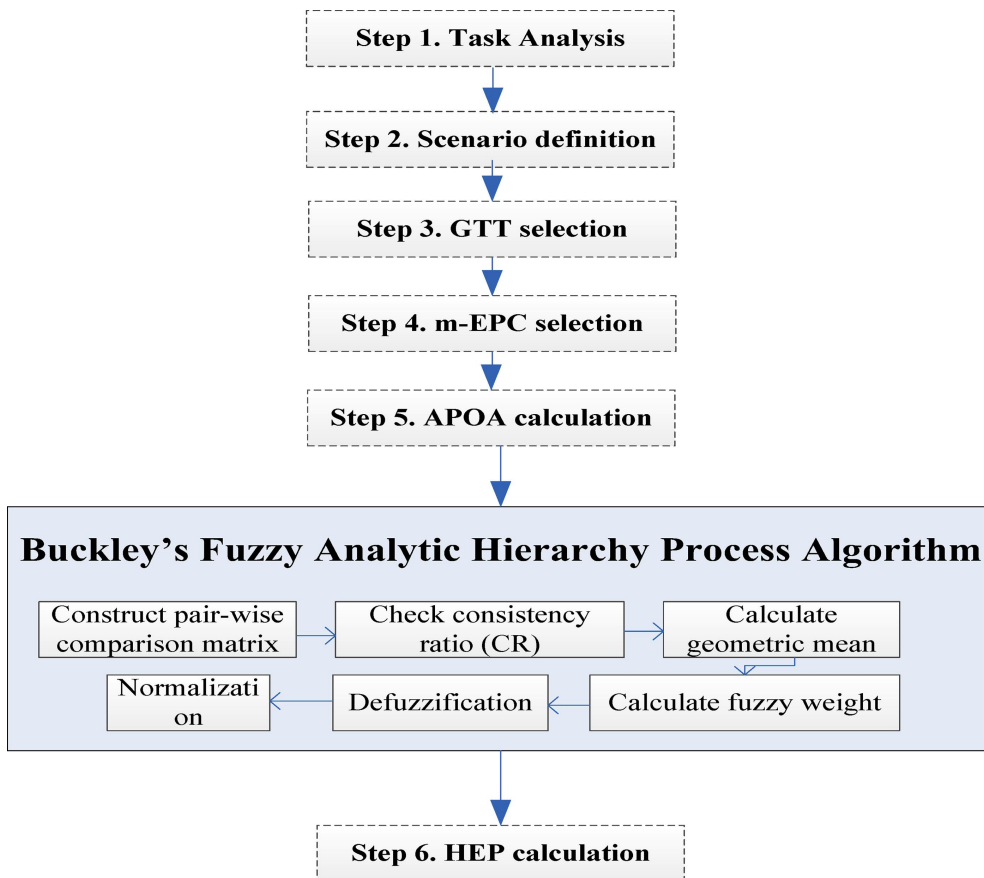 Step 1. Task Analysis
Step 2. Scenario definition
Step 3. GTT selection
Step 4. m-EPC selection
Step 5. APOA calculation
Buckley’s Fuzzy Analytic Hierarchy Process Algorithm
Construct pair-wise
comparison matrix
Check consistency
ratio (CR)
Calculate
geometric mean
Calculate fuzzy weight
Defuzzification
Normalizati
on
Step 6. HEP calculation